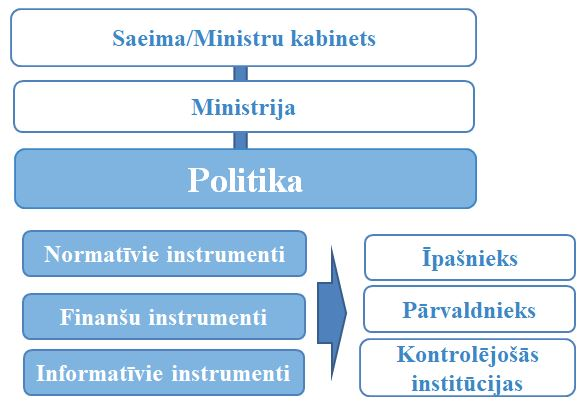 Saeima/Ministru kabinets
Ministrija
Politika
Normatīvie instrumenti
Finanšu instrumenti
Informatīvie instrumenti
Īpašnieks
Pārvaldnieks
Kontrolējošās
institūcijas